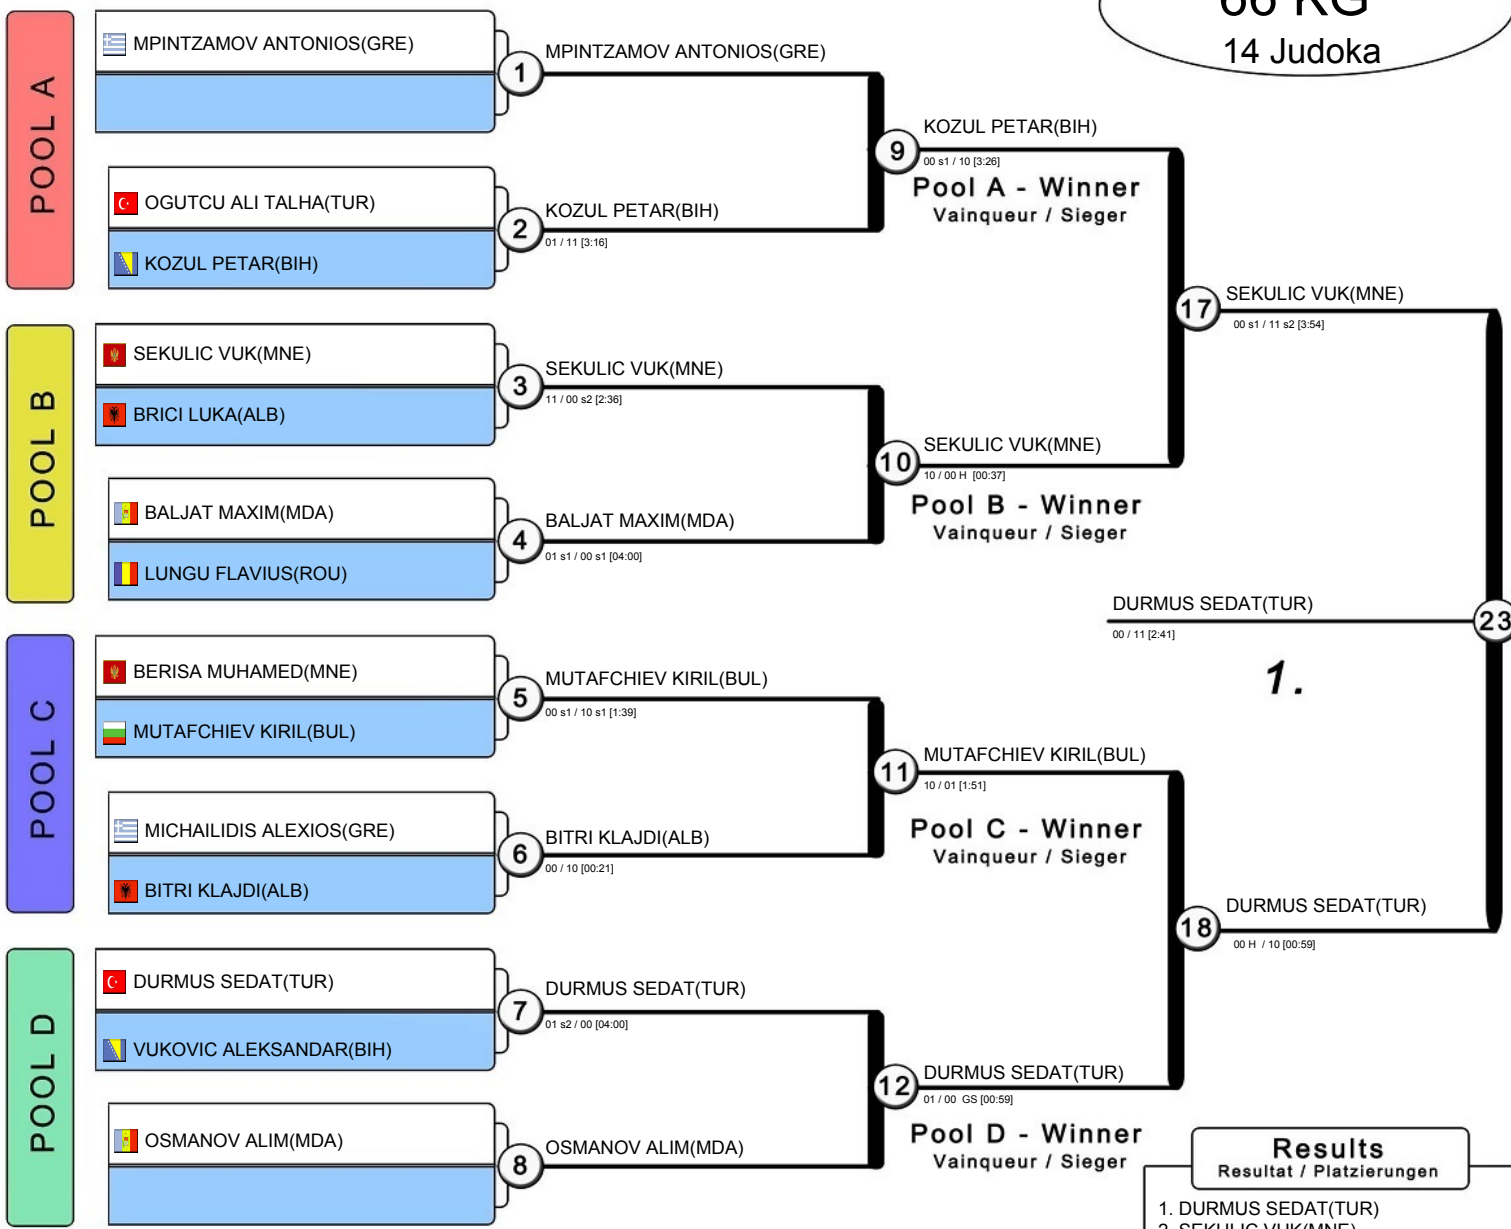 66 KG
14 Judoka
POOL A
MPINTZAMOV ANTONIOS(GRE)
1
MPINTZAMOV ANTONIOS(GRE)
OGUTCU ALI TALHA(TUR)
KOZUL PETAR(BIH)
2
KOZUL PETAR(BIH)
01 / 11 [3:16]
9
KOZUL PETAR(BIH)
00 s1 / 10 [3:26]
Pool A - Winner
Vainqueur / Sieger
POOL B
SEKULIC VUK(MNE)
BRICI LUKA(ALB)
3
SEKULIC VUK(MNE)
11 / 00 s2 [2:36]
BALJAT MAXIM(MDA)
LUNGU FLAVIUS(ROU)
4
BALJAT MAXIM(MDA)
01 s1 / 00 s1 [04:00]
10
SEKULIC VUK(MNE)
10 / 00 H [00:37]
Pool B - Winner
Vainqueur / Sieger
17
SEKULIC VUK(MNE)
00 s1 / 11 s2 [3:54]
POOL C
BERISA MUHAMED(MNE)
MUTAFCHIEV KIRIL(BUL)
5
MUTAFCHIEV KIRIL(BUL)
00 s1 / 10 s1 [1:39]
MICHAILIDIS ALEXIOS(GRE)
BITRI KLAJDI(ALB)
6
BITRI KLAJDI(ALB)
00 / 10 [00:21]
11
MUTAFCHIEV KIRIL(BUL)
10 / 01 [1:51]
Pool C - Winner
Vainqueur / Sieger
POOL D
DURMUS SEDAT(TUR)
VUKOVIC ALEKSANDAR(BIH)
7
DURMUS SEDAT(TUR)
01 s2 / 00 [04:00]
OSMANOV ALIM(MDA)
8
OSMANOV ALIM(MDA)
12
DURMUS SEDAT(TUR)
01 / 00 GS [00:59]
Pool D - Winner
Vainqueur / Sieger
18
DURMUS SEDAT(TUR)
00 H / 10 [00:59]
23
DURMUS SEDAT(TUR)
00 / 11 [2:41]
1.
Results
Resultat / Platzierungen
1. DURMUS SEDAT(TUR)
2. SEKULIC VUK(MNE)